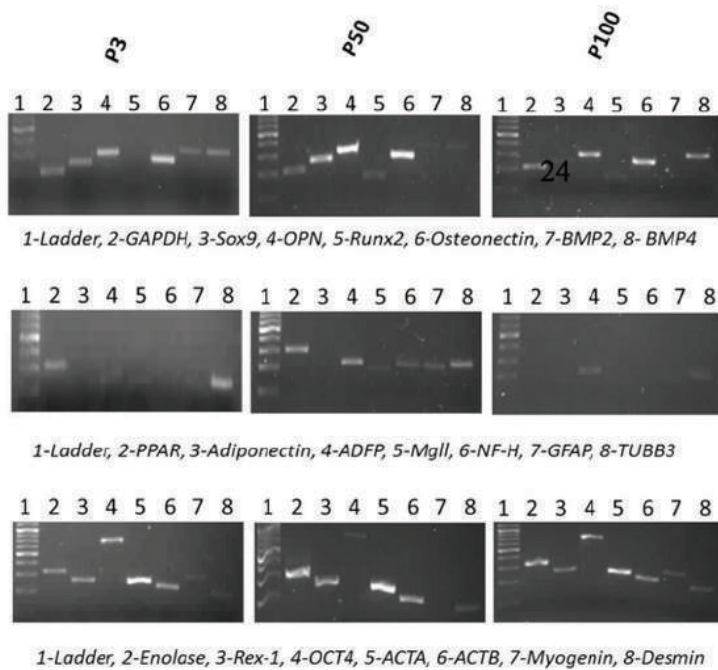 P3 P50 P100
1 2 3 4 5 6 7 8 1 2 3 4 5 6 7 8 1 2 3 4 5 6 7 8
24
1-Ladder, 2-GAPDH, 3-Sox9, 4-OPN, 5-Runx2, 6-Osteonectin, 7-BMP2, 8- BMP4
1 2 3 4 5 6 7 8 1 2 3 4 5 6 7 8 1 2 3 4 5 6 7 8
1-Ladder, 2-PPAR, 3-Adiponectin, 4-ADFP, 5-Mgll, 6-NF-H, 7-GFAP, 8-TUBB3
1 2 3 4 5 6 7 8 1 2 3 4 5 6 7 8 1 2 3 4 5 6 7 8
1-Ladder, 2-Enolase, 3-Rex-1, 4-OCT4, 5-ACTA, 6-ACTB, 7-Myogenin, 8-Desmin